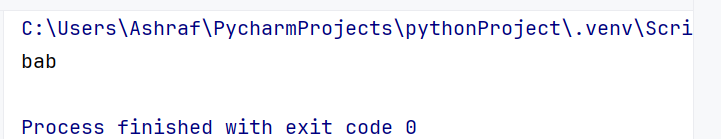 C:\Users\Ashraf\PycharmProjects\pythonProject\.venv\Scri
bab
Process finished with exit code 0